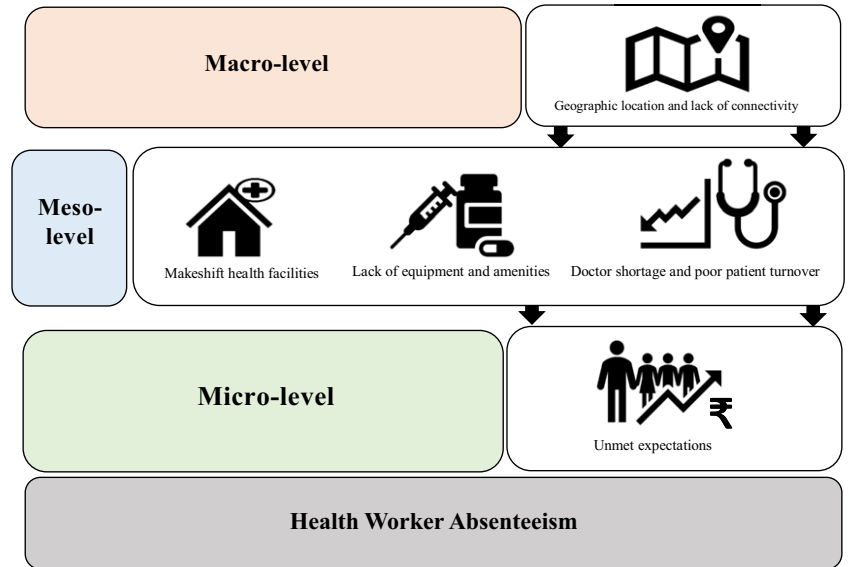 Macro-level
Geographic location and lack of connectivity
Meso-
level
Makeshift health facilities
Lack of equipment and amenities
Doctor shortage and poor patient turnover
Micro-level
₹
Unmet expectations
Health Worker Absenteeism